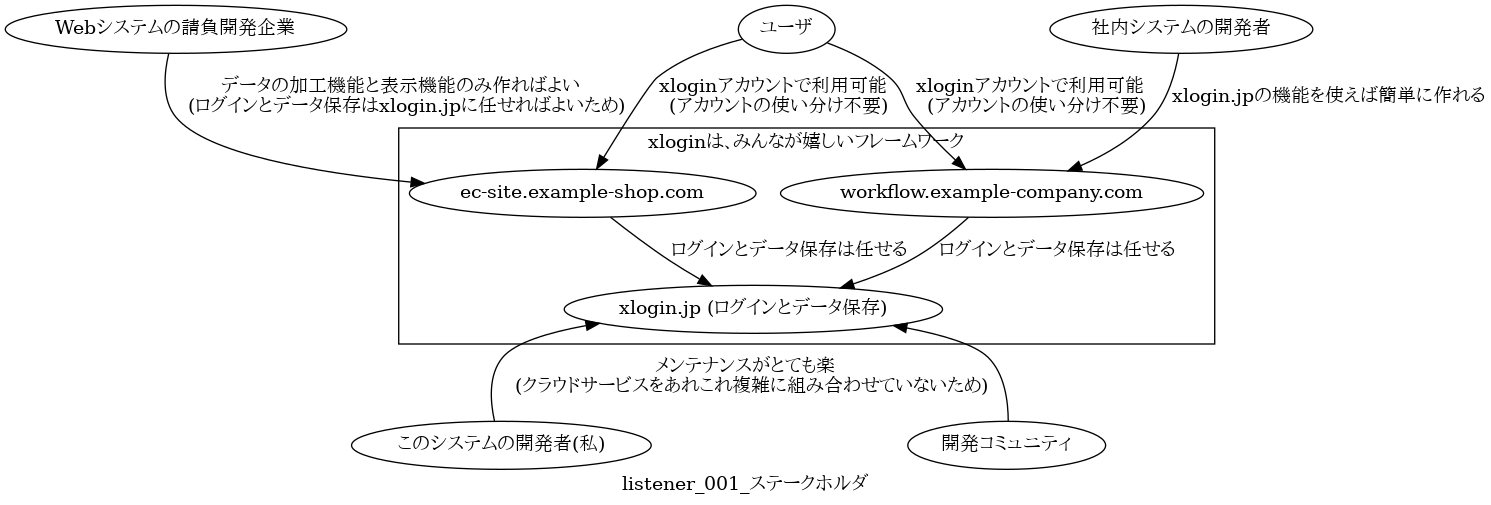 Webシステムの請負開発企業
ユーザ
社内システムの開発者
データの加工機能と表示機能のみ作ればよい
(ログインとデータ保存はxlogin.jpに任せればよいため)
xloginアカウントで利用可能
(アカウントの使い分け不要)
xloginアカウントで利用可能
(アカウントの使い分け不要)
xlogin.jpの機能を使えば簡単に作れる
xloginは、みんなが嬉しいフレームワーク
ec-site.example-shop.com
workflow.example-company.com
ログインとデータ保存は任せる
ログインとデータ保存は任せる
xlogin.jp (ログインとデータ保存)
メンテナンスがとても楽
(クラウドサービスをあれこれ複雑に組み合わせていないため)
このシステムの開発者(私)
開発コミュニティ
listener_001_ステークホルダ